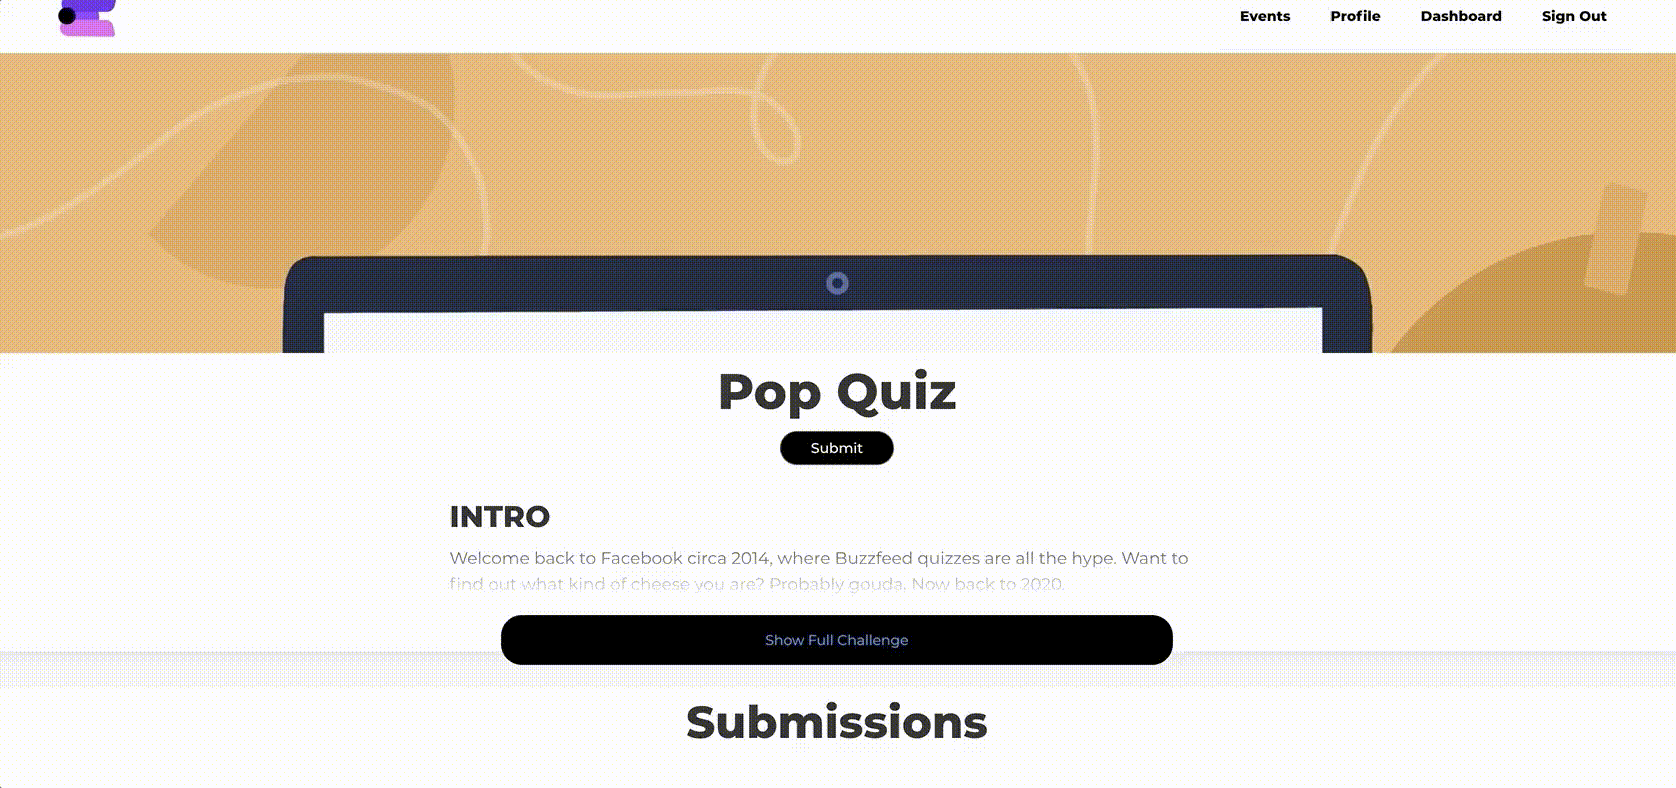 Events Profile Dashboard Sign Out
Pop Quiz
Submit
INTRO
Welcome back to Facebook circa 2014, where Buzzfeed quizzes are all the hype. Want to
find out what kind of cheese you are? Probably gouda. Now back to 2020.
Show Full Challenge
Submissions